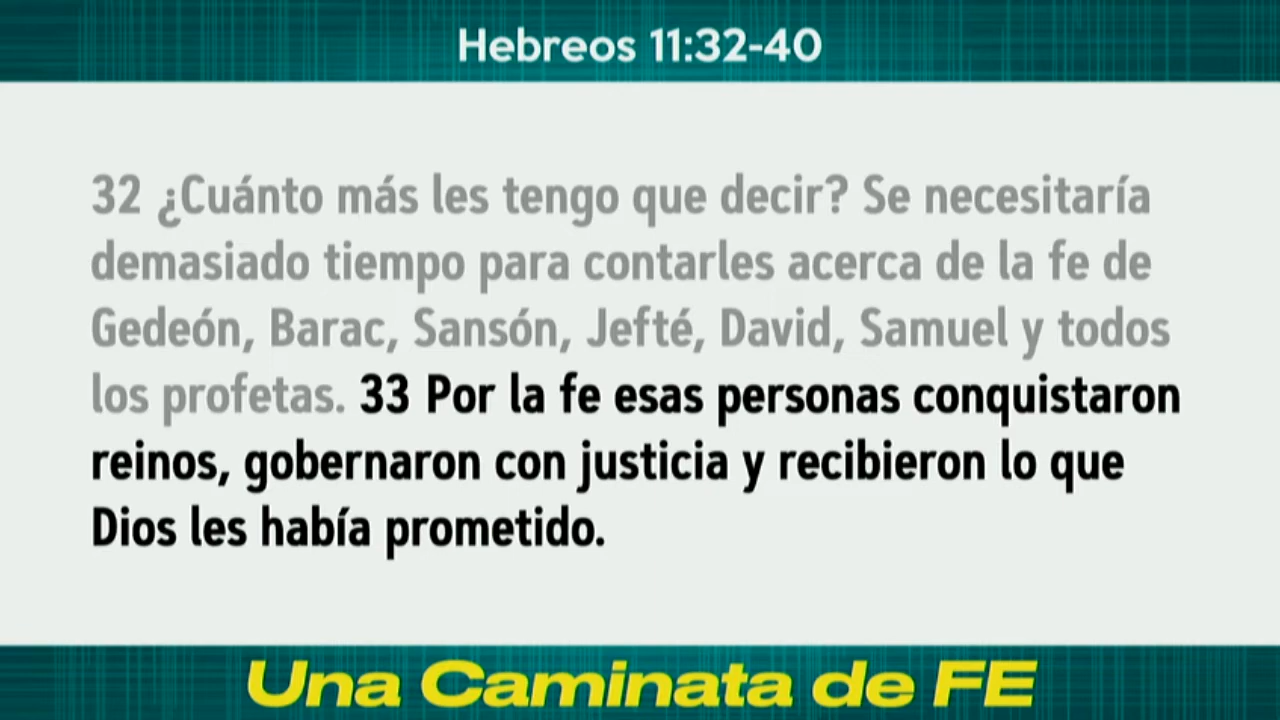 Hebreos 11:32-40
32 ¿Cuánto más les tengo que decir? Se necesitaría
demasiado tiempo para contarles acerca de la fe de
Gedeón, Barac, Sansón, Jefté, David, Samuel y todos
los profetas. 33 Por la fe esas personas conquistaron
reinos, gobernaron con justicia y recibieron lo que
Dios les había prometido.
Una Caminata de FE